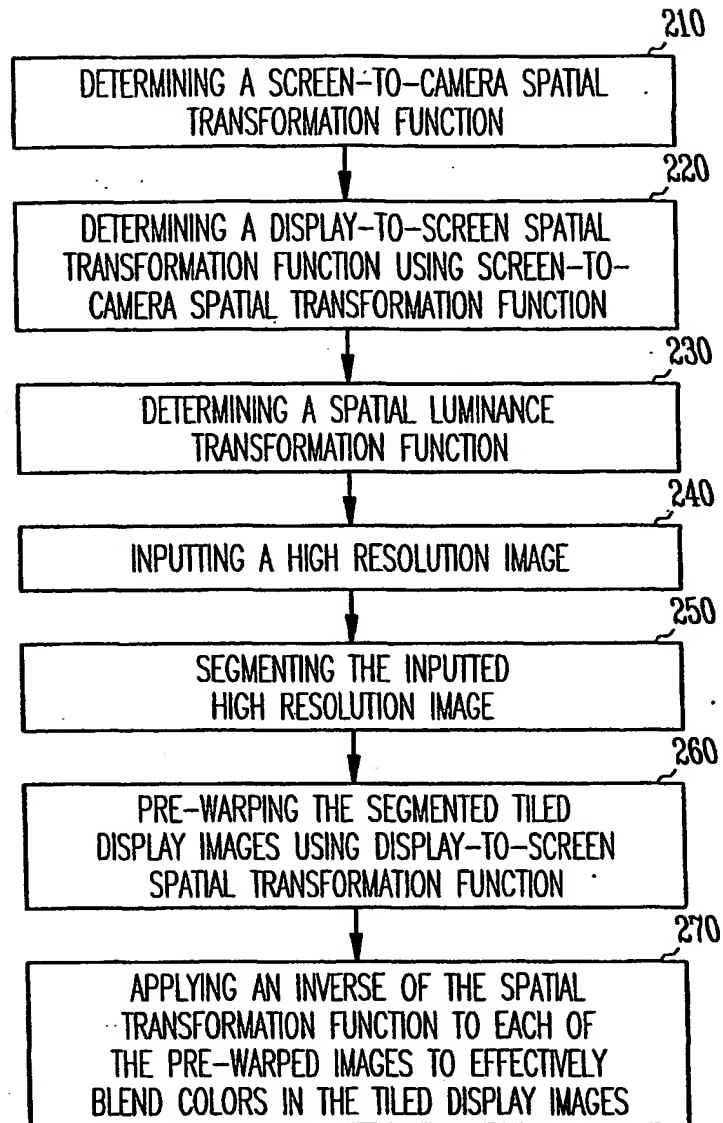 210
DETERMINING A SCREEN-TO-CAMERA SPATIAL
TRANSFORMATION FUNCTION
220
DETERMINING A DISPLAY-TO-SCREEN SPATIAL
TRANSFORMATION FUNCTION USING SCREEN-TO-
CAMERA SPATIAL TRANSFORMATION FUNCTION
230
DETERMINING A SPATIAL LUMINANCE
TRANSFORMATION FUNCTION
240
INPUTTING A HIGH RESOLUTION IMAGE
250
SEGMENTING THE INPUTTED
HIGH RESOLUTION IMAGE
260
PRE-WARPING THE SEGMENTED TILED
DISPLAY IMAGES USING DISPLAY-TO-SCREEN
SPATIAL TRANSFORMATION FUNCTION
270
APPLYING AN INVERSE OF THE SPATIAL
TRANSFORMATION FUNCTION TO EACH OF
THE PRE-WARPED IMAGES TO EFFECTIVELY
BLEND COLORS IN THE TILED DISPLAY IMAGES